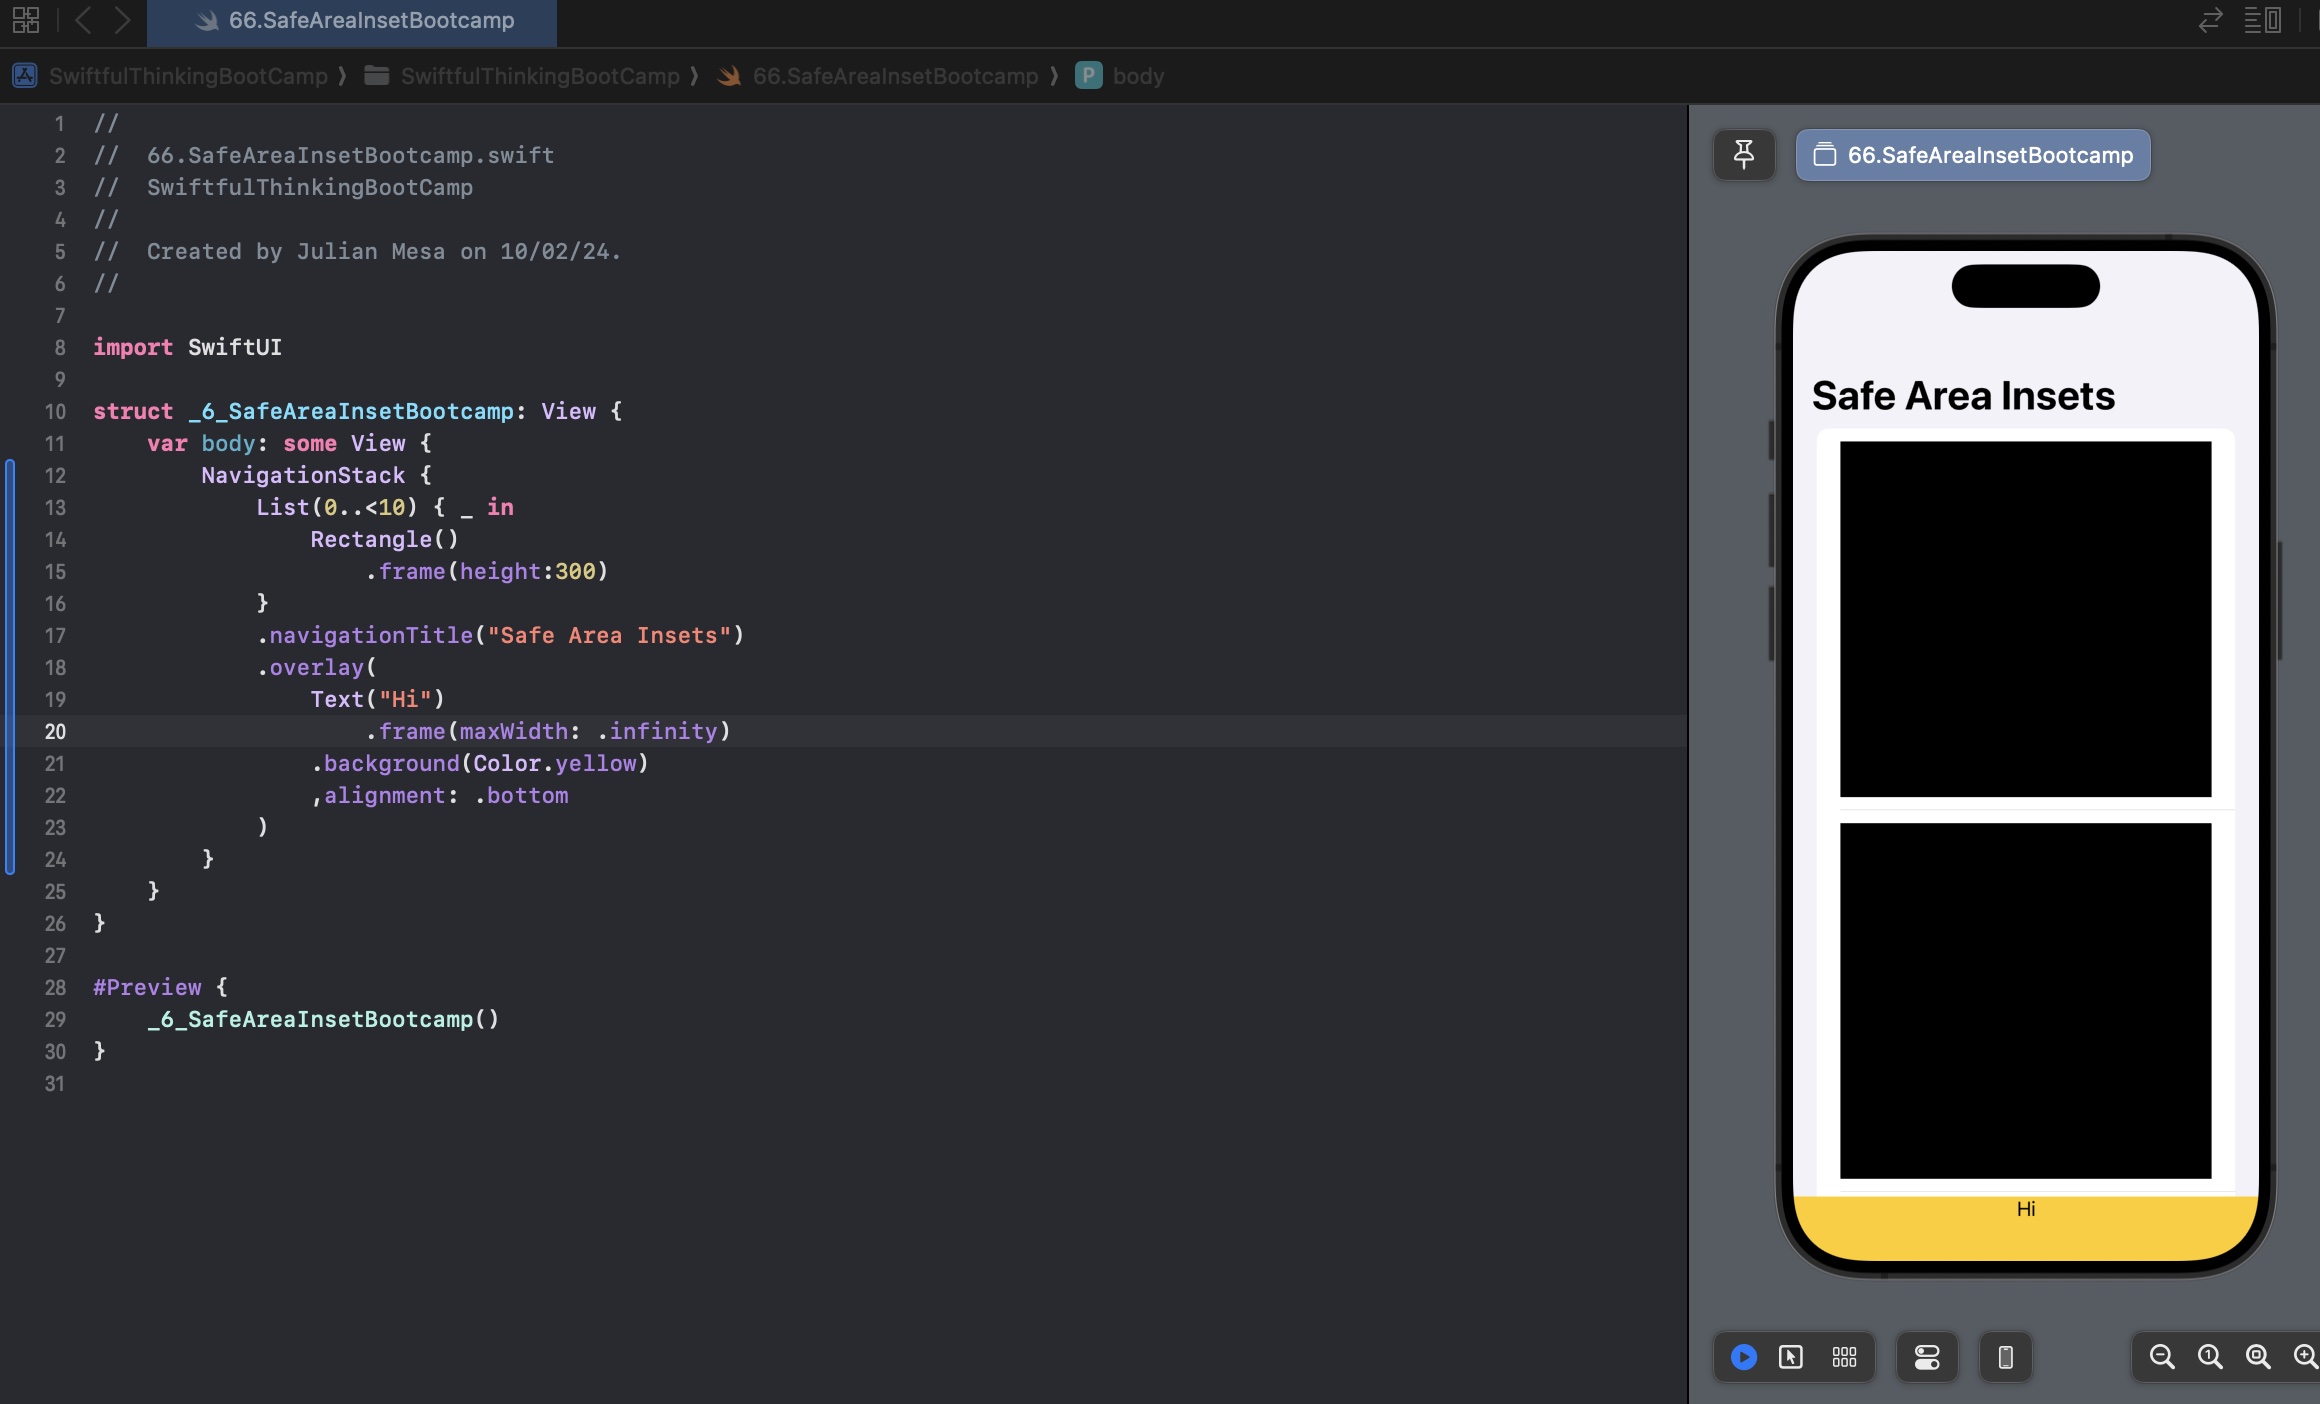 66.SafeAreaInsetBootcamp
SwiftfulThinkingBootCamp ⟩ SwiftfulThinkingBootCamp ⟩ 66.SafeAreaInsetBootcamp ⟩ P body
1 //
2 //  66.SafeAreaInsetBootcamp.swift
3 //  SwiftfulThinkingBootCamp
4 //
5 //  Created by Julian Mesa on 10/02/24.
6 //
7
8 import SwiftUI
9
10 struct _6_SafeAreaInsetBootcamp: View {
11     var body: some View {
12         NavigationStack {
13             List(0..<10) { _ in
14                 Rectangle()
15                     .frame(height:300)
16             }
17             .navigationTitle("Safe Area Insets")
18             .overlay(
19                 Text("Hi")
20                     .frame(maxWidth: .infinity)
21                 .background(Color.yellow)
22                 ,alignment: .bottom
23             )
24         }
25     }
26 }
27
28 #Preview {
29     _6_SafeAreaInsetBootcamp()
30 }
31
66.SafeAreaInsetBootcamp
Safe Area Insets
Hi